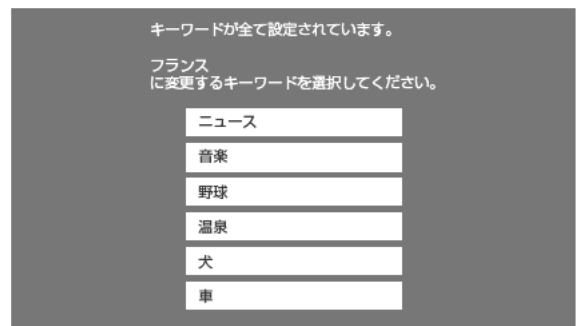 キーワードが全て設定されています。
フランス
に変更するキーワードを選択してください。
ニュース
音楽
野球
温泉
犬
車